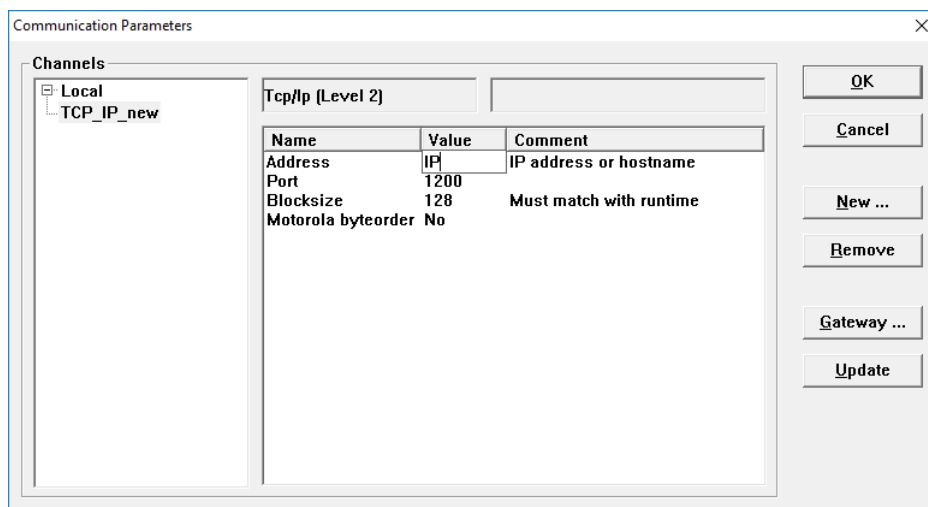 Communication Parameters
Channels
Local
TCP_IP_new
Tcp/Ip (Level 2)
Name Value Comment
Address IP IP address or hostname
Port 1200
Blocksize 128 Must match with runtime
Motorola byteorder No
OK
Cancel
New ...
Remove
Gateway ...
Update